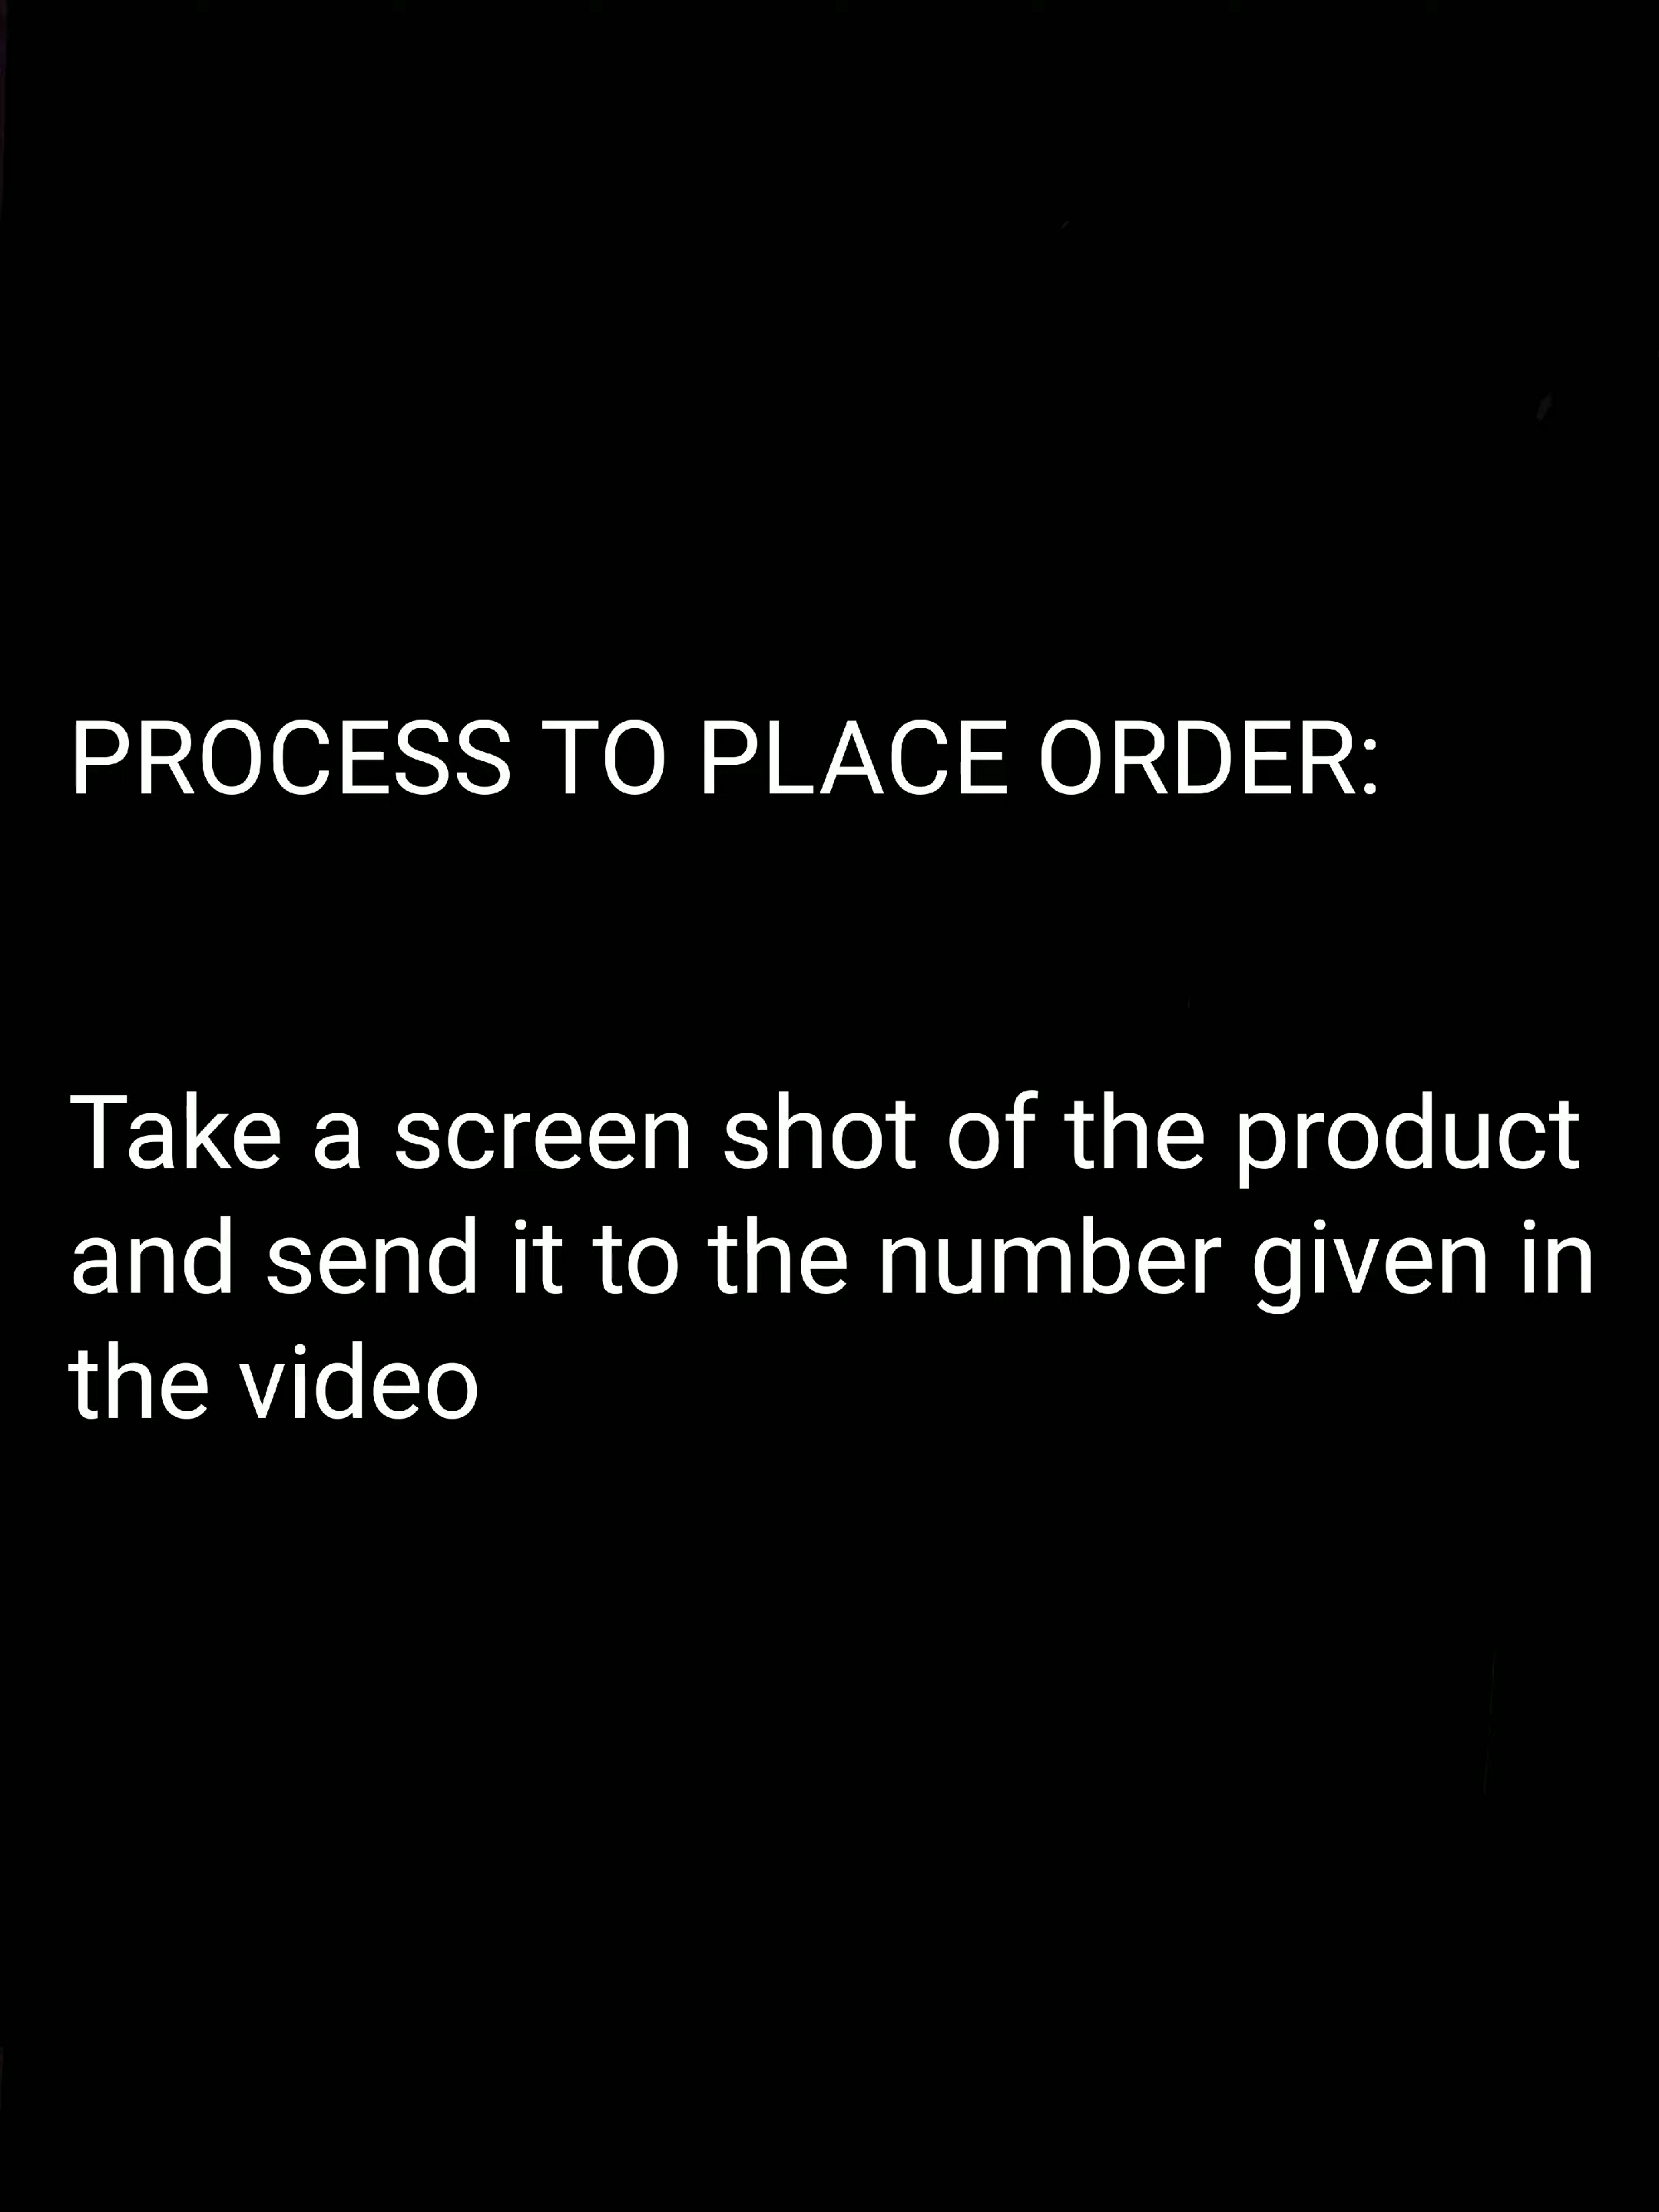 PROCESS TO PLACE ORDER:
Take a screen shot of the product
and send it to the number given in
the video